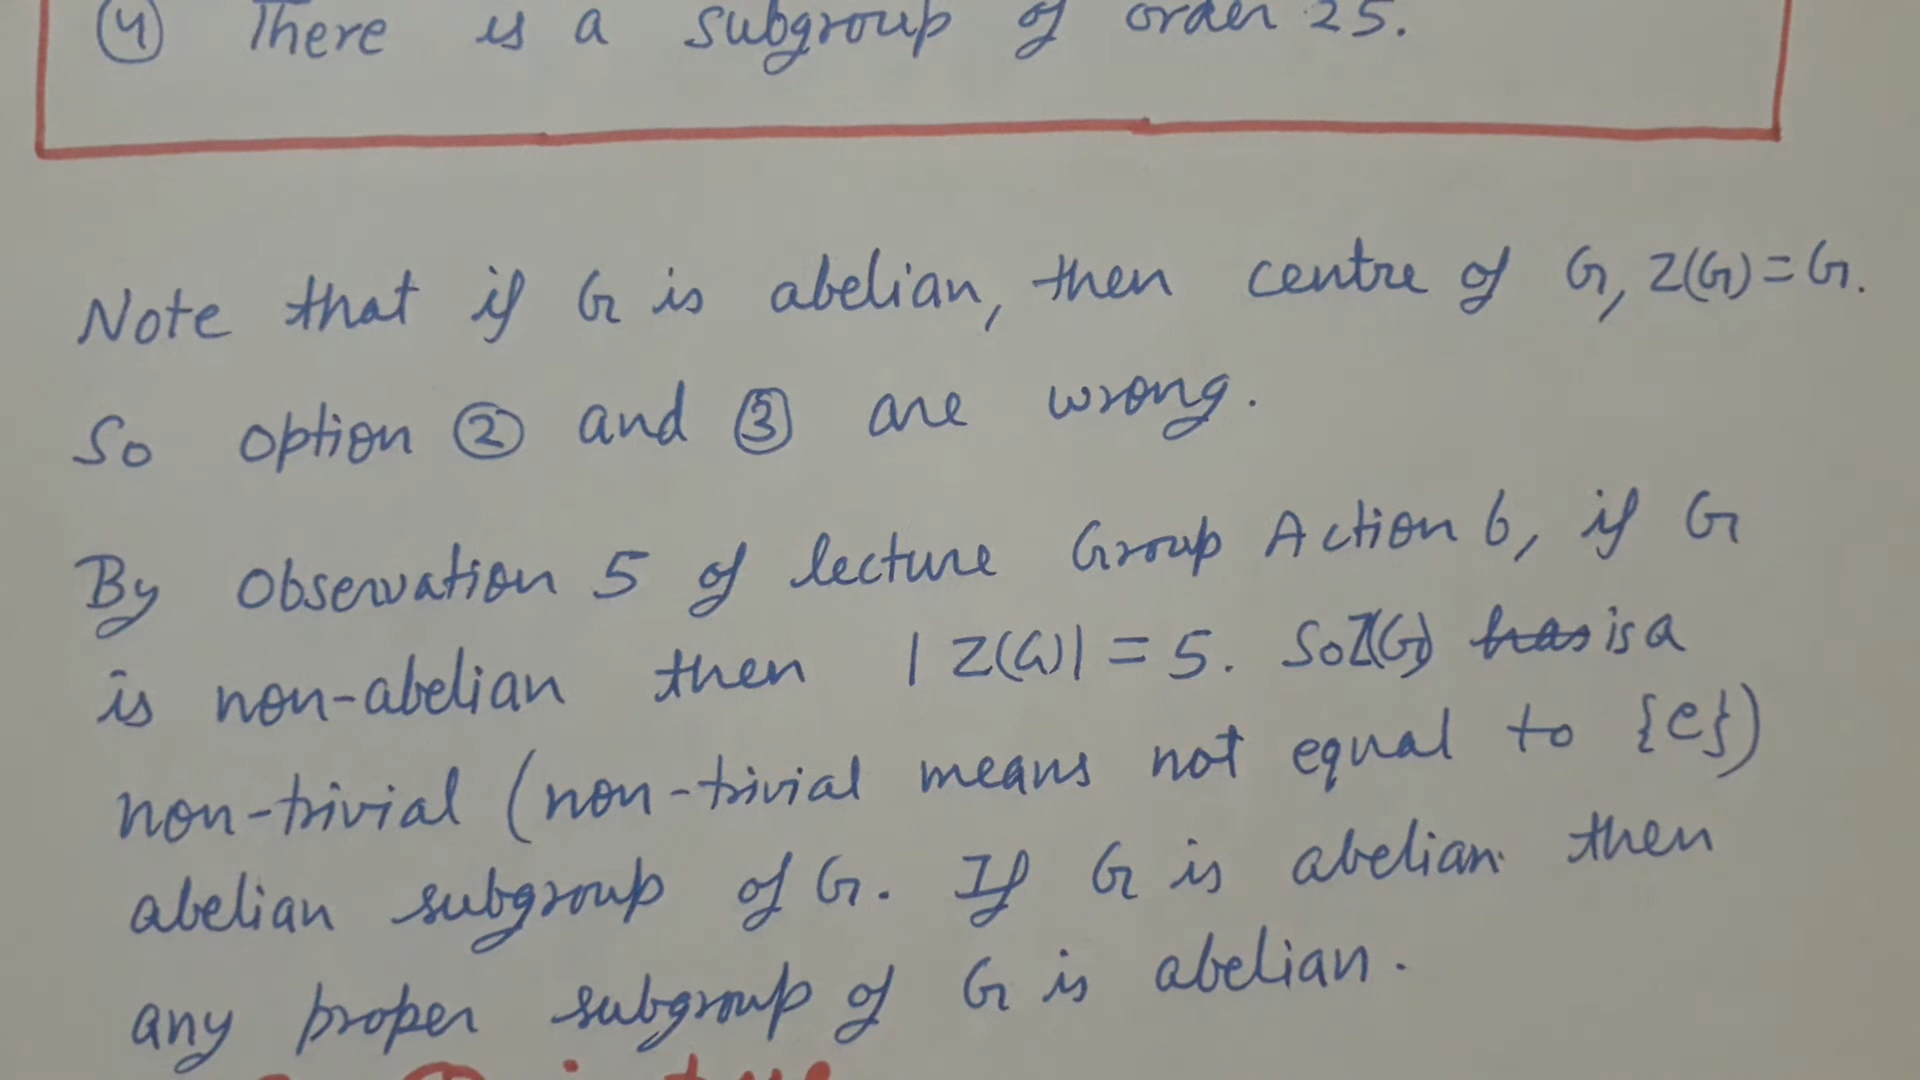 ④ There is a subgroup of order 25.
Note that if G is abelian, then centre of G, Z(G) = G.
So option ② and ③ are wrong.
By Observation 5 of lecture Group Action 6, if G
is non-abelian then |Z(G)| = 5. So Z(G) has is a
non-trivial (non-trivial means not equal to {e})
abelian subgroup of G. If G is abelian then
any proper subgroup of G is abelian.